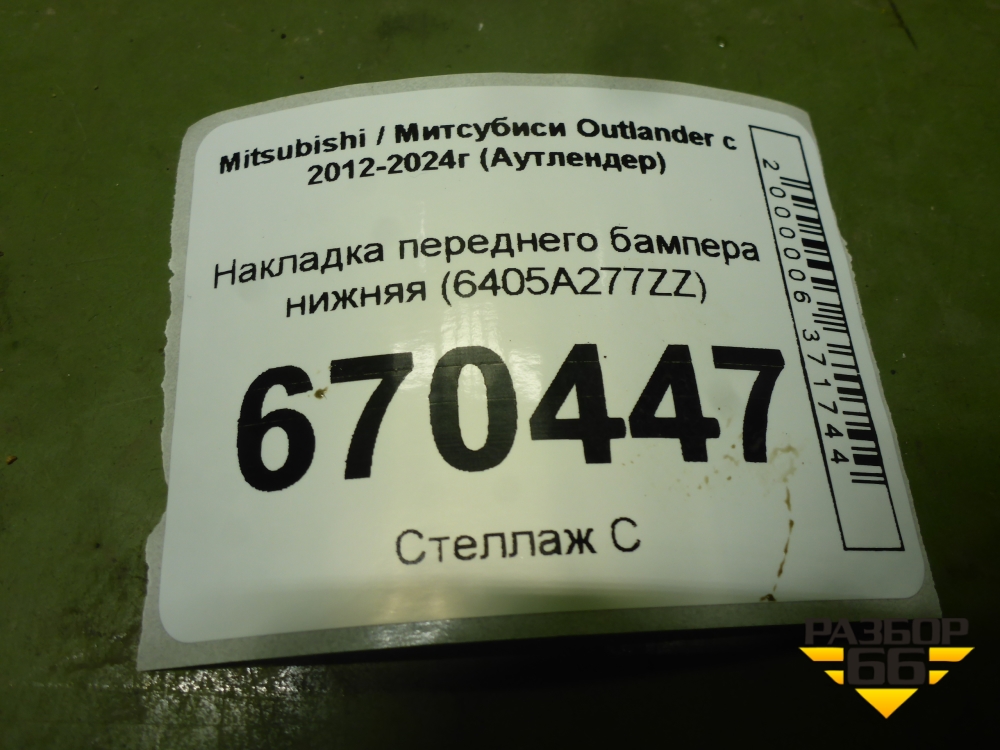 Mitsubishi / Митсубиси Outlander с
2012-2024г (Аутлендер)
Накладка переднего бампера
нижняя (6405A277ZZ)
670447
Стеллаж С
2000006371744
РАЗБОР
66